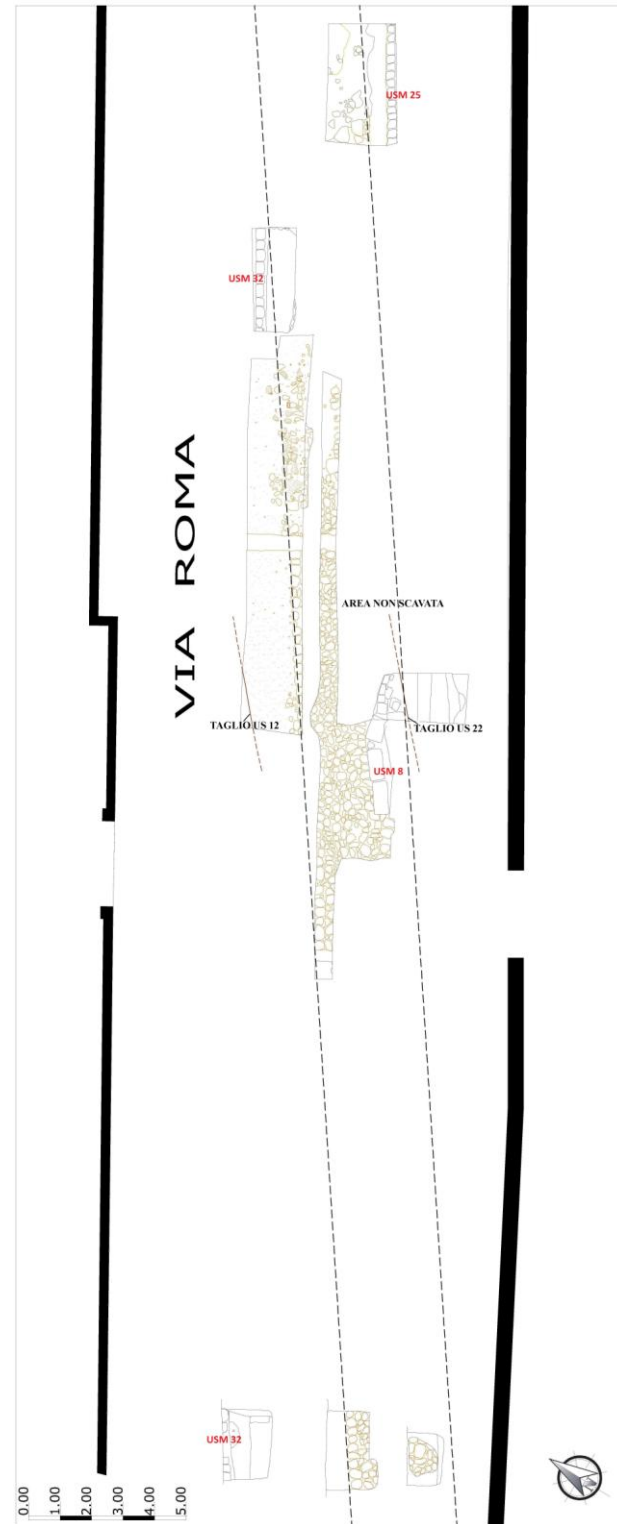 USM 25
USM 32
VIA ROMA
AREA NON SCAVATA
TAGLIO US 12
TAGLIO US 22
USM 8
USM 32
0.00
1.00
2.00
3.00
4.00
5.00